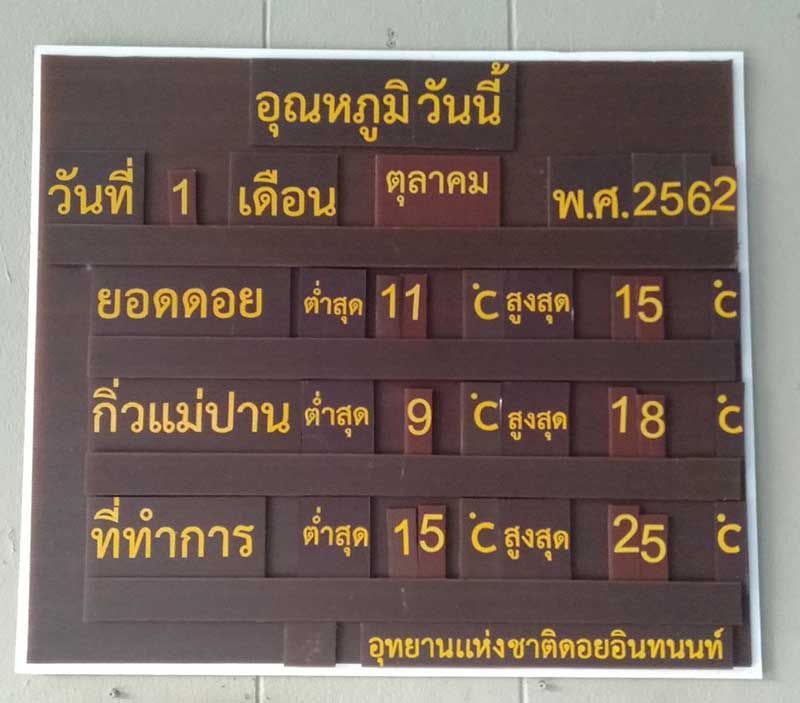 อุณหภูมิ วันนี้
วันที่ 1 เดือน ตุลาคม พ.ศ.2562
ยอดดอย ต่ำสุด 11 °C สูงสุด 15 °C
กิ่วแม่ปาน ต่ำสุด 9 °C สูงสุด 18 °C
ที่ทำการ ต่ำสุด 15 °C สูงสุด 25 °C
อุทยานแห่งชาติดอยอินทนนท์